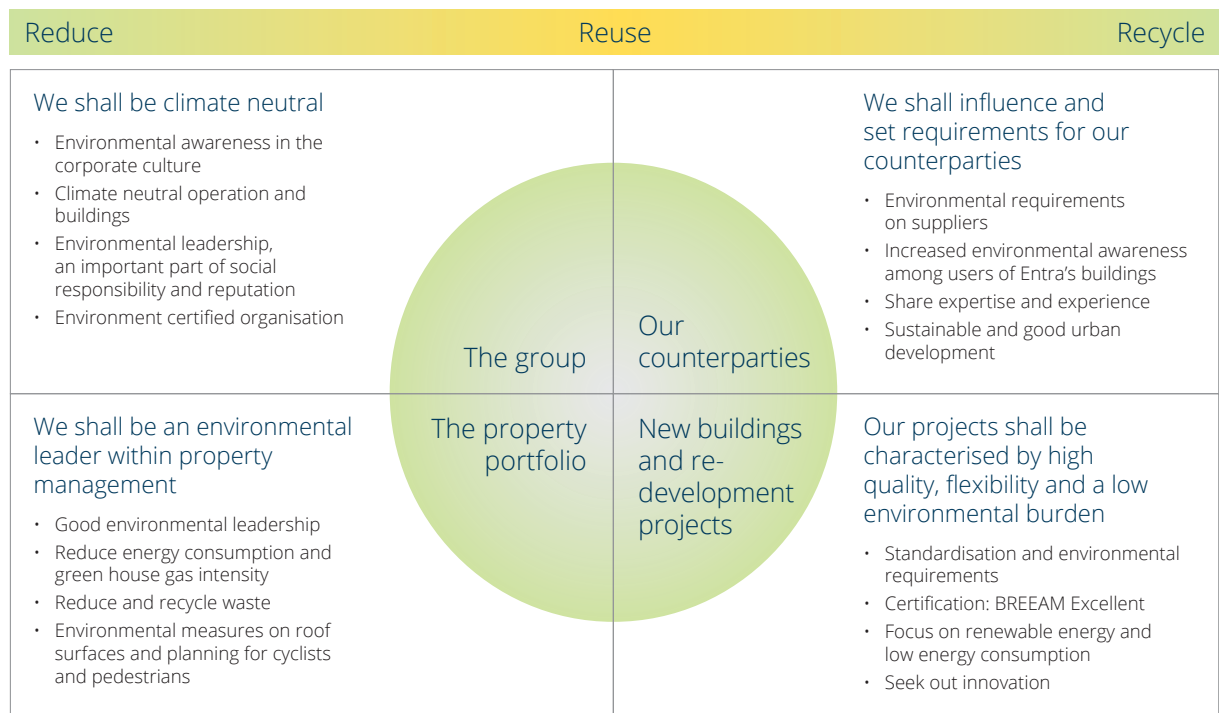 Reduce Reuse Recycle
We shall be climate neutral
• Environmental awareness in the
corporate culture
• Climate neutral operation and
buildings
• Environmental leadership,
an important part of social
responsibility and reputation
• Environment certified organisation
The group
Our
counterparties
We shall influence and
set requirements for our
counterparties
• Environmental requirements
on suppliers
• Increased environmental awareness
among users of Entra's buildings
• Share expertise and experience
• Sustainable and good urban
development
We shall be an environmental
leader within property
management
• Good environmental leadership
• Reduce energy consumption and
green house gas intensity
• Reduce and recycle waste
• Environmental measures on roof
surfaces and planning for cyclists
and pedestrians
The property
portfolio
New buildings
and re-
development
projects
Our projects shall be
characterised by high
quality, flexibility and a low
environmental burden
• Standardisation and environmental
requirements
• Certification: BREEAM Excellent
• Focus on renewable energy and
low energy consumption
• Seek out innovation